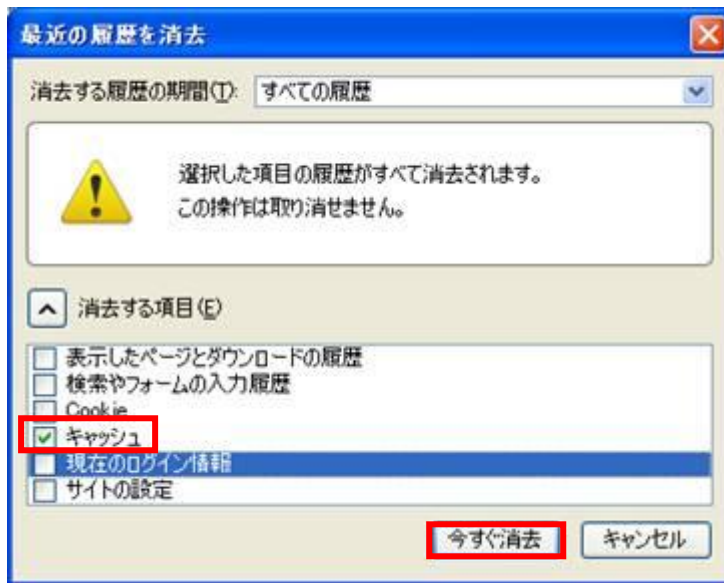 最近の履歴を消去
消去する履歴の期間(T): すべての履歴
選択した項目の履歴がすべて消去されます。
この操作は取り消せません。
消去する項目(E)
表示したページとダウンロードの履歴
検索やフォームの入力履歴
Cookie
キャッシュ
現在のログイン情報
サイトの設定
今すぐ消去 キャンセル